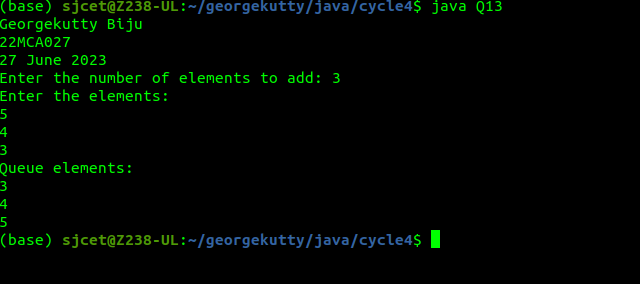 (base) sjcet@Z238-UL:~/georgekutty/java/cycle4$ java Q13
Georgekutty Biju
22MCA027
27 June 2023
Enter the number of elements to add: 3
Enter the elements:
5
4
3
Queue elements:
3
4
5
(base) sjcet@Z238-UL:~/georgekutty/java/cycle4$